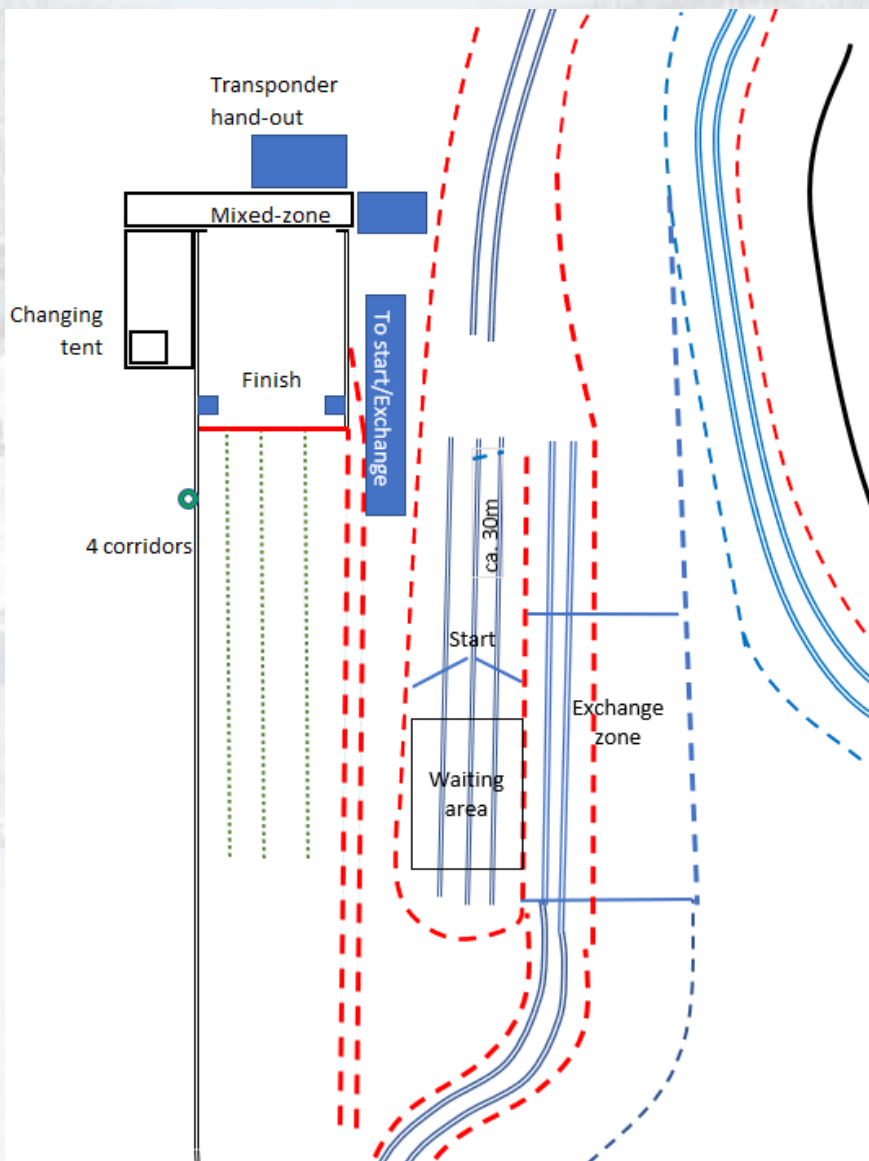 Transponder
hand-out
Mixed-zone
Changing
tent
Finish
To start/Exchange
4 corridors
ca. 30m
Start
Exchange
zone
Waiting
area